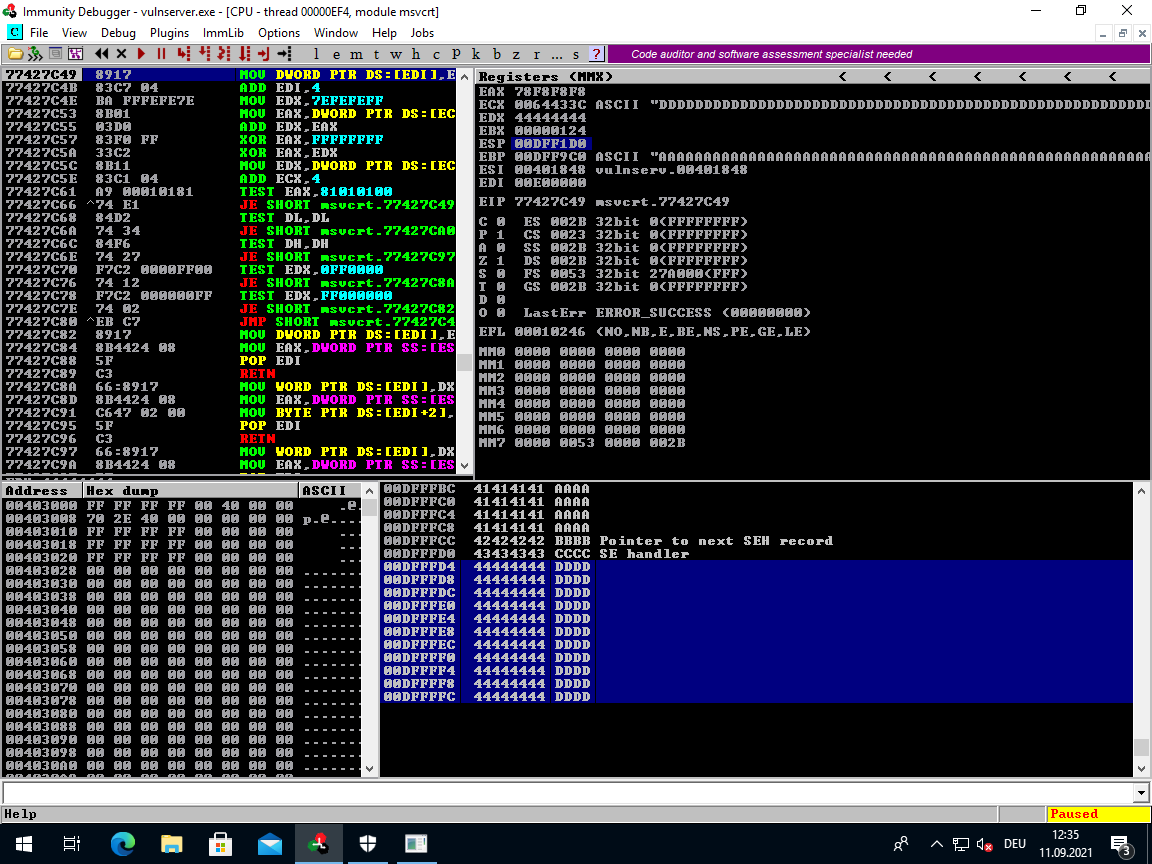 Immunity Debugger - vulnserver.exe - [CPU - thread 00000EF4, module msvcrt]
C File View Debug Plugins ImmLib Options Window Help Jobs
l e m t w h c P k b z r ... s ? Code auditor and software assessment specialist needed
77427C49 8917 MOV DWORD PTR DS:[EDI],E
77427C4B 83C7 04 ADD EDI,4
77427C4E BA FFFEFE7E MOV EDX,7EFEFEFF
77427C53 8B01 MOV EAX,DWORD PTR DS:[EC
77427C55 03D0 ADD EDX,EAX
77427C57 83F0 FF XOR EAX,FFFFFFFF
77427C5A 33C2 XOR EAX,EDX
77427C5C 8B11 MOV EDX,DWORD PTR DS:[EC
77427C5E 83C1 04 ADD ECX,4
77427C61 A9 00010181 TEST EAX,81010100
77427C66 ^74 E1 JE SHORT msvcrt.77427C49
77427C68 84D2 TEST DL,DL
77427C6A 74 34 JE SHORT msvcrt.77427CA0
77427C6C 84F6 TEST DH,DH
77427C6E 74 27 JE SHORT msvcrt.77427C97
77427C70 F7C2 0000FF00 TEST EDX,0FF0000
77427C76 74 12 JE SHORT msvcrt.77427C8A
77427C78 F7C2 000000FF TEST EDX,FF000000
77427C7E 74 02 JE SHORT msvcrt.77427C82
77427C80 ^EB C7 JMP SHORT msvcrt.77427C4
77427C82 8917 MOV DWORD PTR DS:[EDI],E
77427C84 8B4424 08 MOV EAX,DWORD PTR SS:[ES
77427C88 5F POP EDI
77427C89 C3 RETN
77427C8A 66:8917 MOV WORD PTR DS:[EDI],DX
77427C8D 8B4424 08 MOV EAX,DWORD PTR SS:[ES
77427C91 C647 02 00 MOV BYTE PTR DS:[EDI+2],
77427C95 5F POP EDI
77427C96 C3 RETN
77427C97 66:8917 MOV WORD PTR DS:[EDI],DX
77427C9A 8B4424 08 MOV EAX,DWORD PTR SS:[ES
Registers (MMX) < < < < < < <
EAX 78F8F8F8
ECX 0064433C ASCII "DDDDDDDDDDDDDDDDDDDDDDDDDDDDDDDDDDDDDDDDDDDDDDDDDDDDDD
EDX 44444444
EBX 00000124
ESP 00DFF1D0
EBP 00DFF9C0 ASCII "AAAAAAAAAAAAAAAAAAAAAAAAAAAAAAAAAAAAAAAAAAAAAAAAAAAAAA
ESI 00401848 vulnserv.00401848
EDI 00E00000
EIP 77427C49 msvcrt.77427C49
C 0 ES 002B 32bit 0(FFFFFFFF)
P 1 CS 0023 32bit 0(FFFFFFFF)
A 0 SS 002B 32bit 0(FFFFFFFF)
Z 1 DS 002B 32bit 0(FFFFFFFF)
S 0 FS 0053 32bit 27A000(FFF)
T 0 GS 002B 32bit 0(FFFFFFFF)
D 0
O 0 LastErr ERROR_SUCCESS (00000000)
EFL 00010246 (NO,NB,E,BE,NS,PE,GE,LE)
MM0 0000 0000 0000 0000
MM1 0000 0000 0000 0000
MM2 0000 0000 0000 0000
MM3 0000 0000 0000 0000
MM4 0000 0000 0000 0000
MM5 0000 0000 0000 0000
MM6 0000 0000 0000 0000
MM7 0000 0053 0000 002B
Address Hex dump ASCII
00403000 FF FF FF FF 00 40 00 00 .@..
00403008 70 2E 40 00 00 00 00 00 p.@.....
00403010 FF FF FF FF 00 00 00 00 ....
00403018 FF FF FF FF 00 00 00 00 ....
00403020 FF FF FF FF 00 00 00 00 ....
00403028 00 00 00 00 00 00 00 00 ........
00403030 00 00 00 00 00 00 00 00 ........
00403038 00 00 00 00 00 00 00 00 ........
00403040 00 00 00 00 00 00 00 00 ........
00403048 00 00 00 00 00 00 00 00 ........
00403050 00 00 00 00 00 00 00 00 ........
00403058 00 00 00 00 00 00 00 00 ........
00403060 00 00 00 00 00 00 00 00 ........
00403068 00 00 00 00 00 00 00 00 ........
00403070 00 00 00 00 00 00 00 00 ........
00403078 00 00 00 00 00 00 00 00 ........
00403080 00 00 00 00 00 00 00 00 ........
00403088 00 00 00 00 00 00 00 00 ........
00403090 00 00 00 00 00 00 00 00 ........
00403098 00 00 00 00 00 00 00 00 ........
004030A0 00 00 00 00 00 00 00 00 ........
00DFFFBC 41414141 AAAA
00DFFFC0 41414141 AAAA
00DFFFC4 41414141 AAAA
00DFFFC8 41414141 AAAA
00DFFFCC 42424242 BBBB Pointer to next SEH record
00DFFFD0 43434343 CCCC SE handler
00DFFFD4 44444444 DDDD
00DFFFD8 44444444 DDDD
00DFFFDC 44444444 DDDD
00DFFFE0 44444444 DDDD
00DFFFE4 44444444 DDDD
00DFFFE8 44444444 DDDD
00DFFFEC 44444444 DDDD
00DFFFF0 44444444 DDDD
00DFFFF4 44444444 DDDD
00DFFFF8 44444444 DDDD
00DFFFFC 44444444 DDDD
Help Paused
DEU 12:35
11.09.2021 3